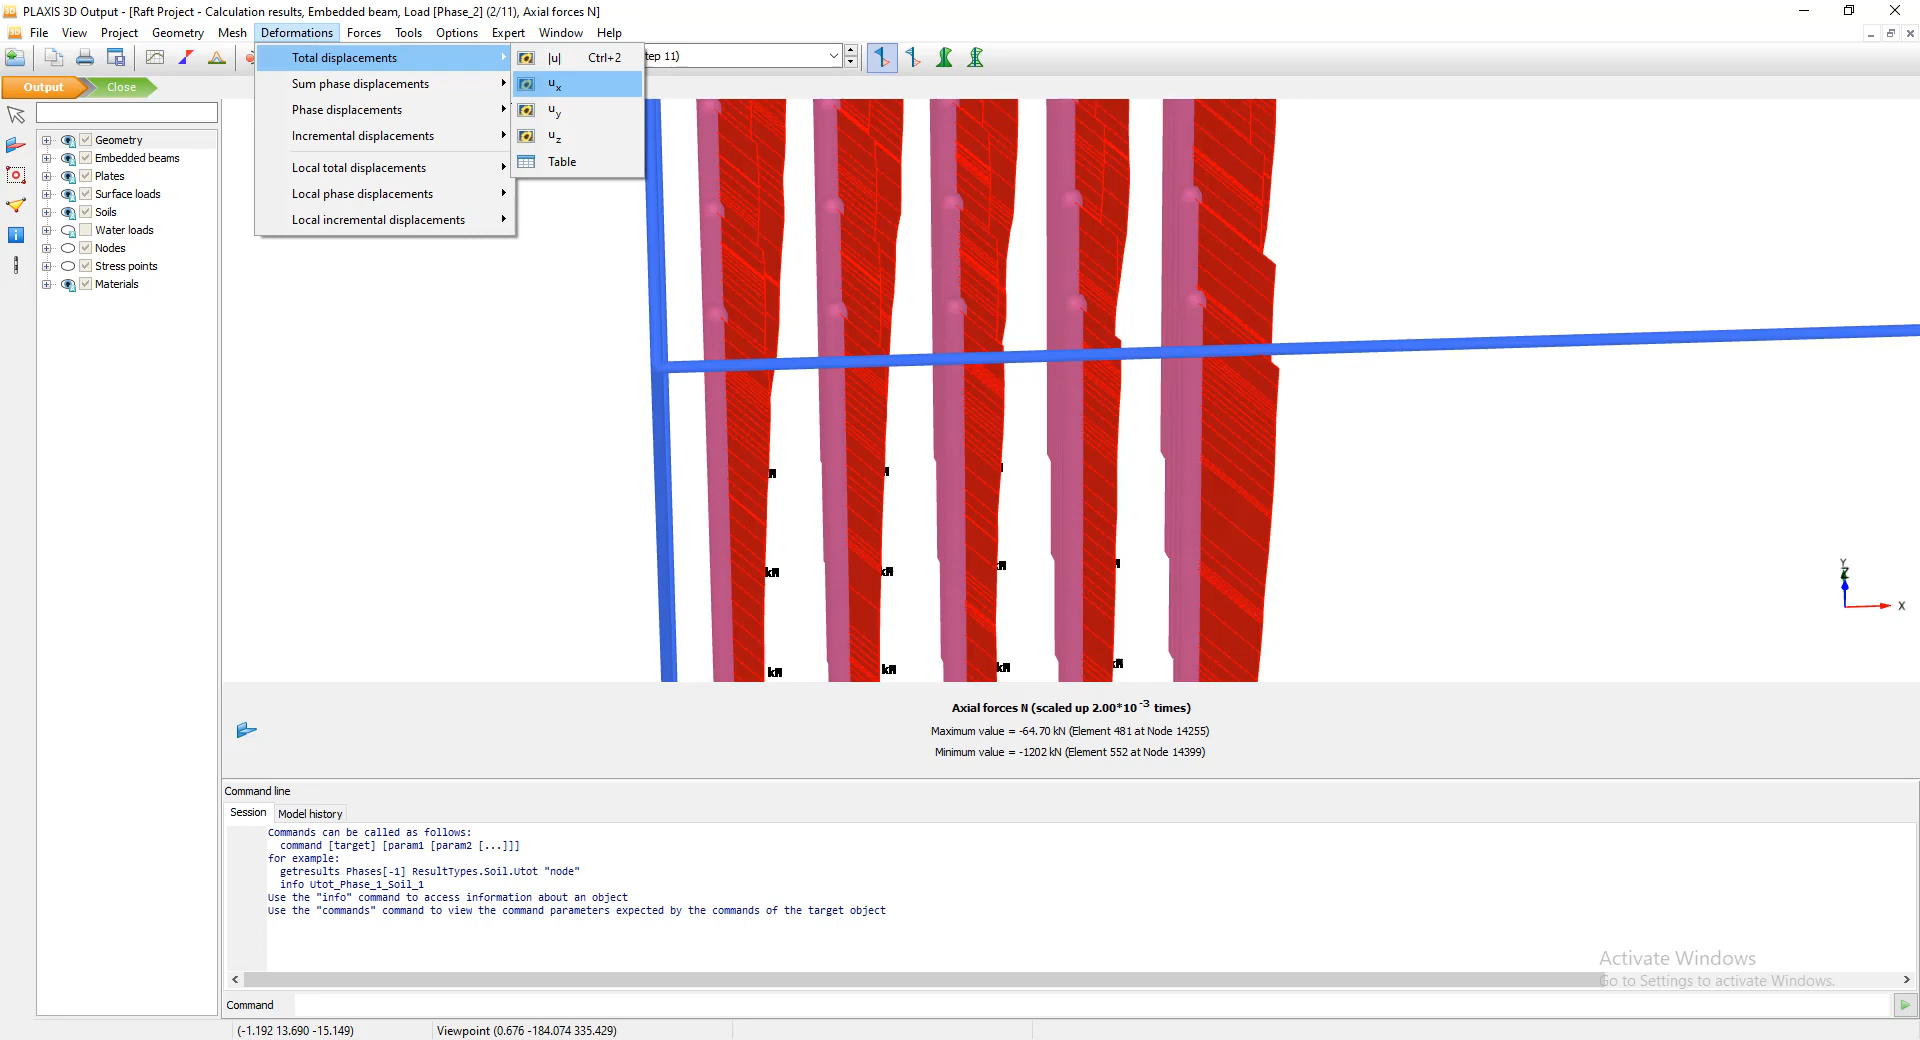 PLAXIS 3D Output - [Raft Project - Calculation results, Embedded beam, Load [Phase_2] (2/11), Axial forces N]
File View Project Geometry Mesh Deformations Forces Tools Options Expert Window Help
Total displacements
Sum phase displacements
Phase displacements
Incremental displacements
Local total displacements
Local phase displacements
Local incremental displacements
|u| Ctrl+2
ux
uy
uz
Table
tep 11)
Output Close
Geometry
Embedded beams
Plates
Surface loads
Soils
Water loads
Nodes
Stress points
Materials
kN
kN
kN
kN
kN
kN
Y
Z
X
Axial forces N (scaled up 2.00*10 -3 times)
Maximum value = -64.70 kN (Element 481 at Node 14255)
Minimum value = -1202 kN (Element 552 at Node 14399)
Command line
Session Model history
Commands can be called as follows:
command [target] [param1 [param2 [...]]]
for example:
getresults Phases[-1] ResultTypes.Soil.Utot "node"
info Utot_Phase_1_Soil_1
Use the "info" command to access information about an object
Use the "commands" command to view the command parameters expected by the commands of the target object
Activate Windows
Go to Settings to activate Windows.
Command
(-1.192 13.690 -15.149) Viewpoint (0.676 -184.074 335.429)